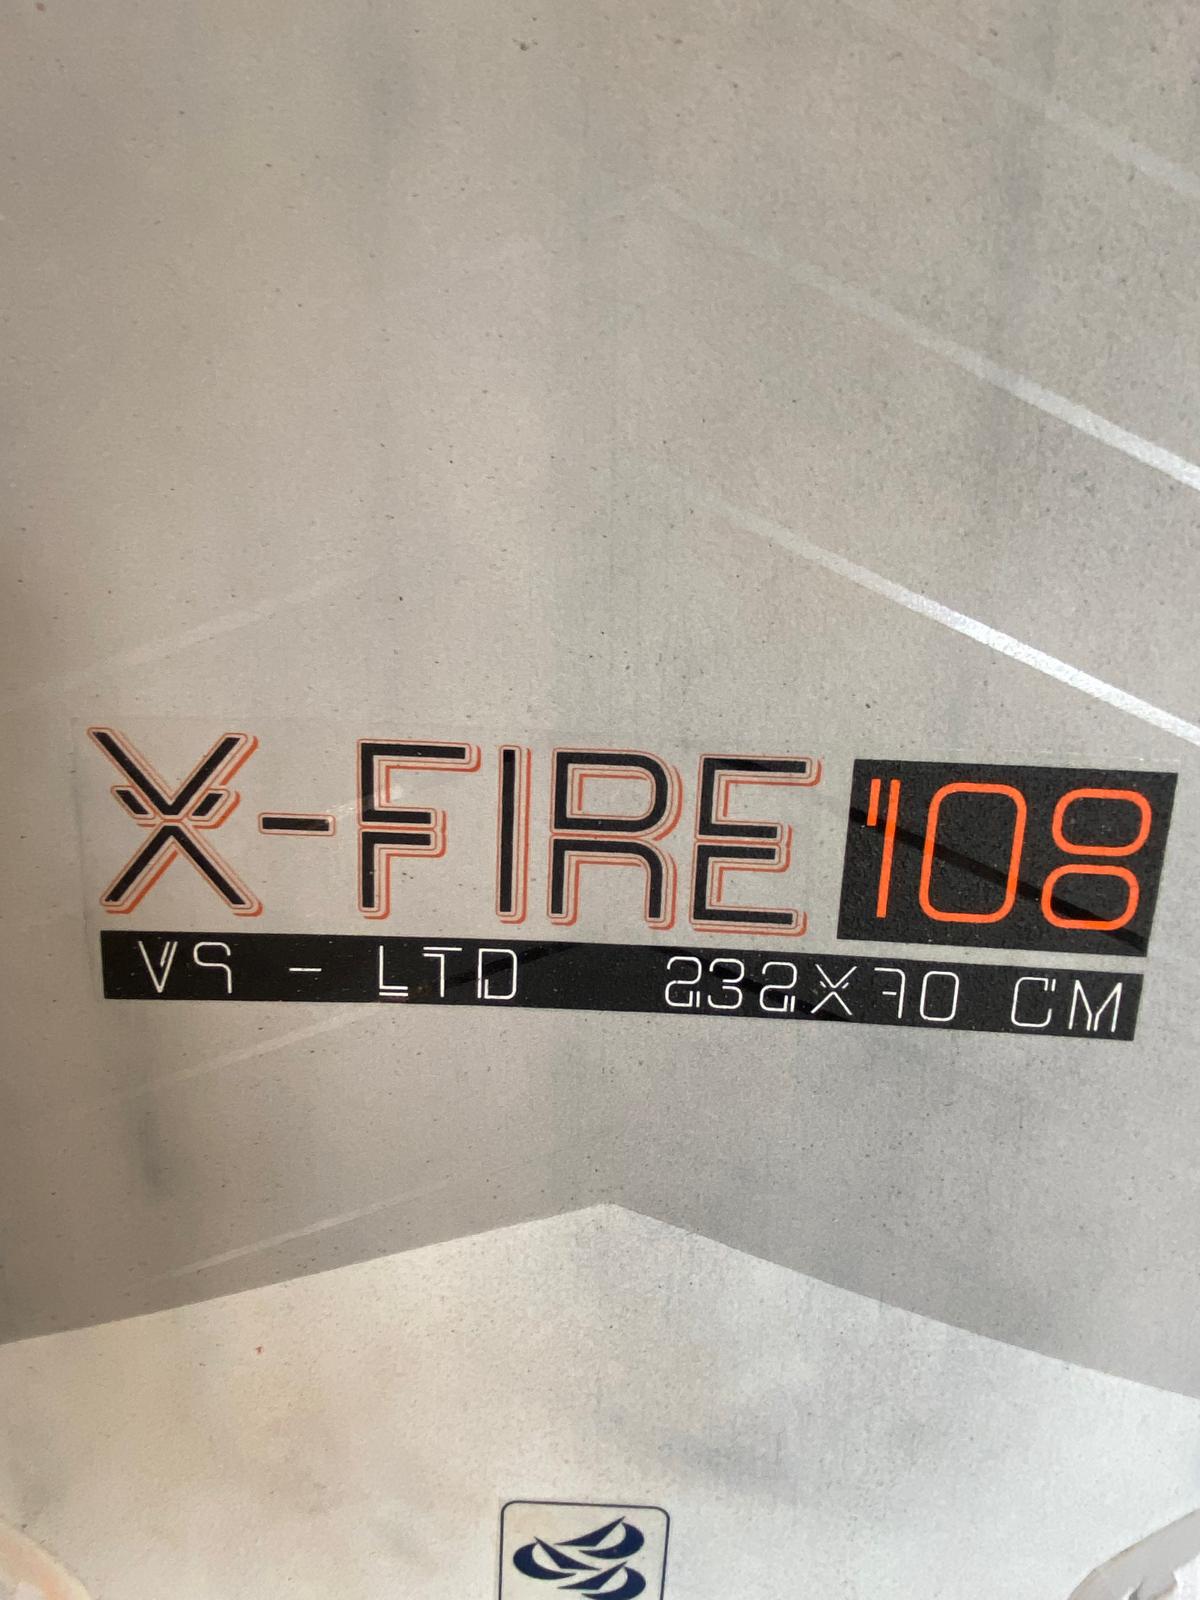 X-FIRE 108
V9 - LTD 232X70 CM